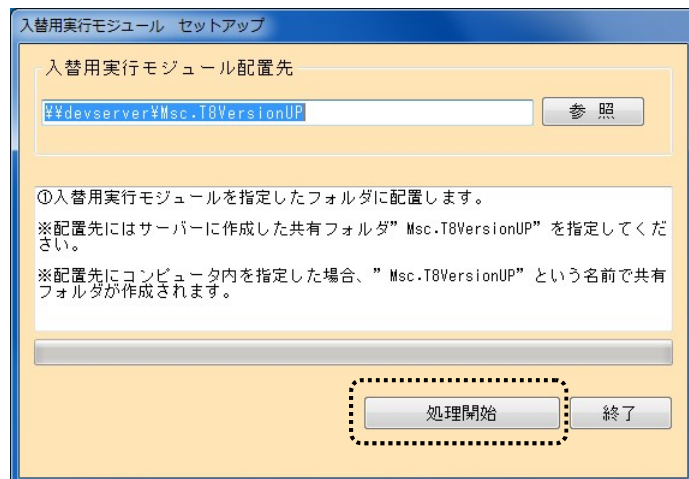 入替用実行モジュール セットアップ
入替用実行モジュール配置先
¥¥devserver¥Msc.T8VersionUP
参 照
①入替用実行モジュールを指定したフォルダに配置します。
※配置先にはサーバーに作成した共有フォルダ”Msc.T8VersionUP”を指定してくだ
さい。
※配置先にコンピュータ内を指定した場合、”Msc.T8VersionUP”という名前で共有
フォルダが作成されます。
処理開始
終了